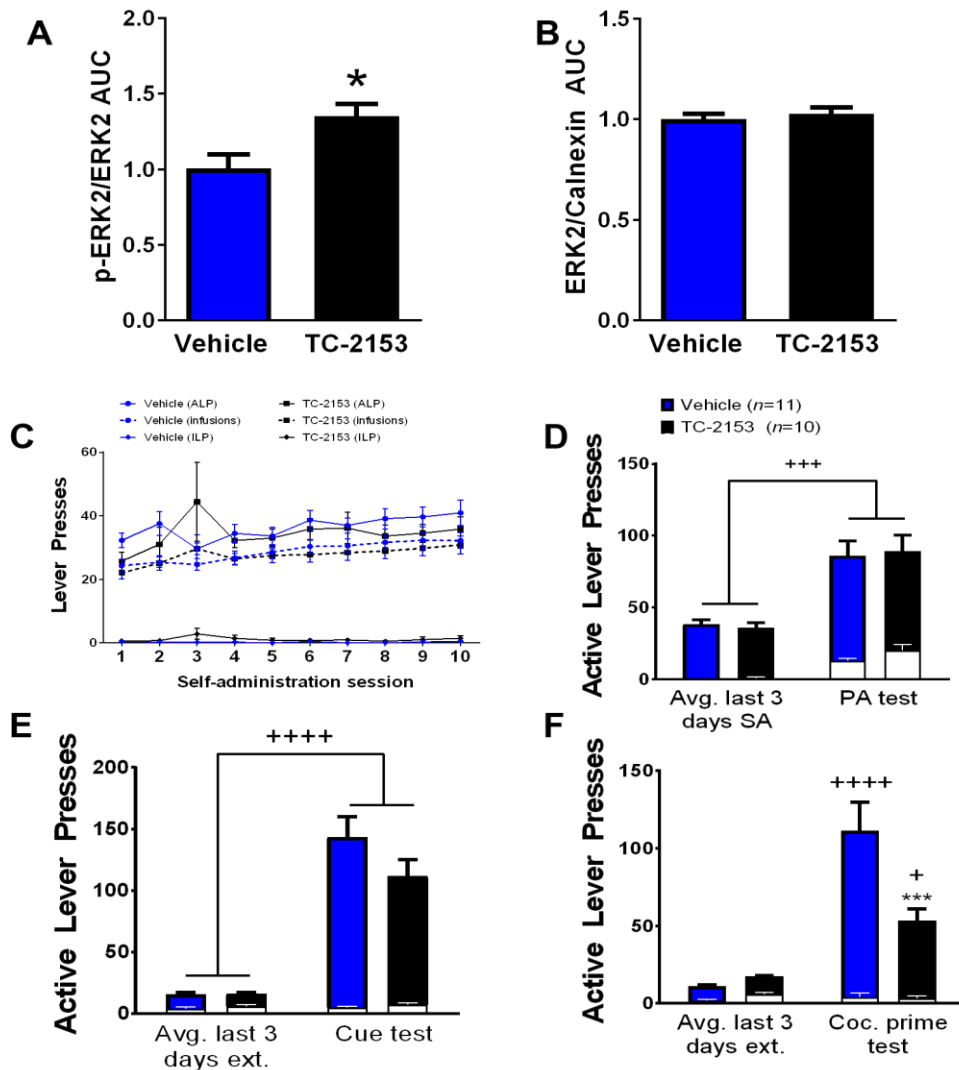 A
p-ERK2/ERK2 AUC
2.0
1.5
1.0
0.5
0.0
*
Vehicle
TC-2153
B
ERK2/Calnexin AUC
1.5
1.0
0.5
0.0
Vehicle
TC-2153
C
Vehicle (ALP)
Vehicle (infusions)
Vehicle (ILP)
TC-2153 (ALP)
TC-2153 (infusions)
TC-2153 (ILP)
Lever Presses
60
40
20
0
1 2 3 4 5 6 7 8 9 10
Self-administration session
D
Vehicle (n=11)
TC-2153 (n=10)
Active Lever Presses
150
100
50
0
+++
Avg. last 3
days SA
PA test
E
Active Lever Presses
200
150
100
50
0
++++
Avg. last 3
days ext.
Cue test
F
Active Lever Presses
150
100
50
0
++++
+
***
Avg. last 3
days ext.
Coc. prime
test